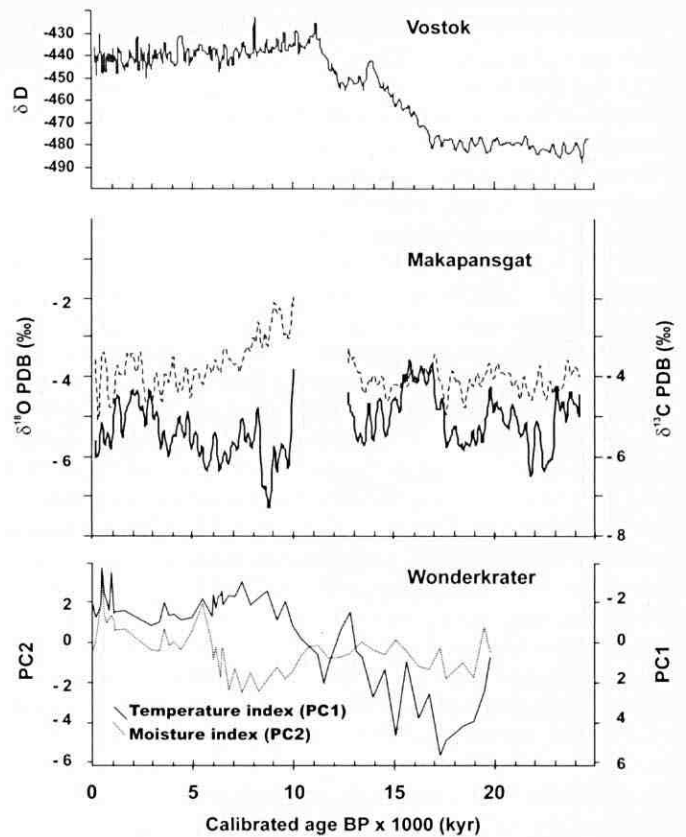 Vostok
-430
-440
-450
-460
-470
-480
-490
δ D
Makapansgat
- 2
- 4
- 6
δ¹⁸O PDB (‰)
- 4
- 6
- 8
δ¹³C PDB (‰)
Wonderkrater
2
0
- 2
- 4
- 6
PC2
- 2
0
2
4
6
PC1
Temperature index (PC1)
Moisture index (PC2)
0 5 10 15 20
Calibrated age BP x 1000 (kyr)